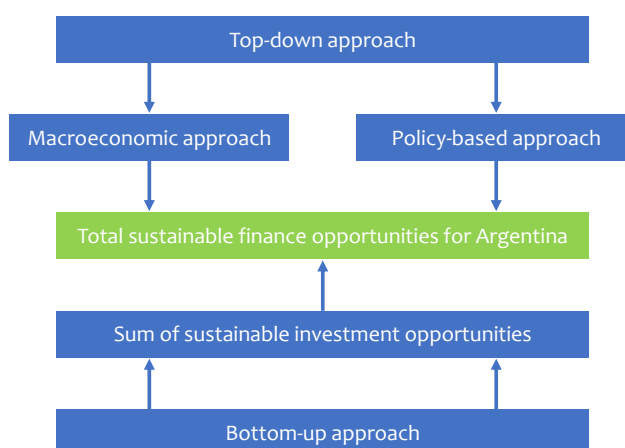 Top-down approach
Macroeconomic approach
Policy-based approach
Total sustainable finance opportunities for Argentina
Sum of sustainable investment opportunities
Bottom-up approach